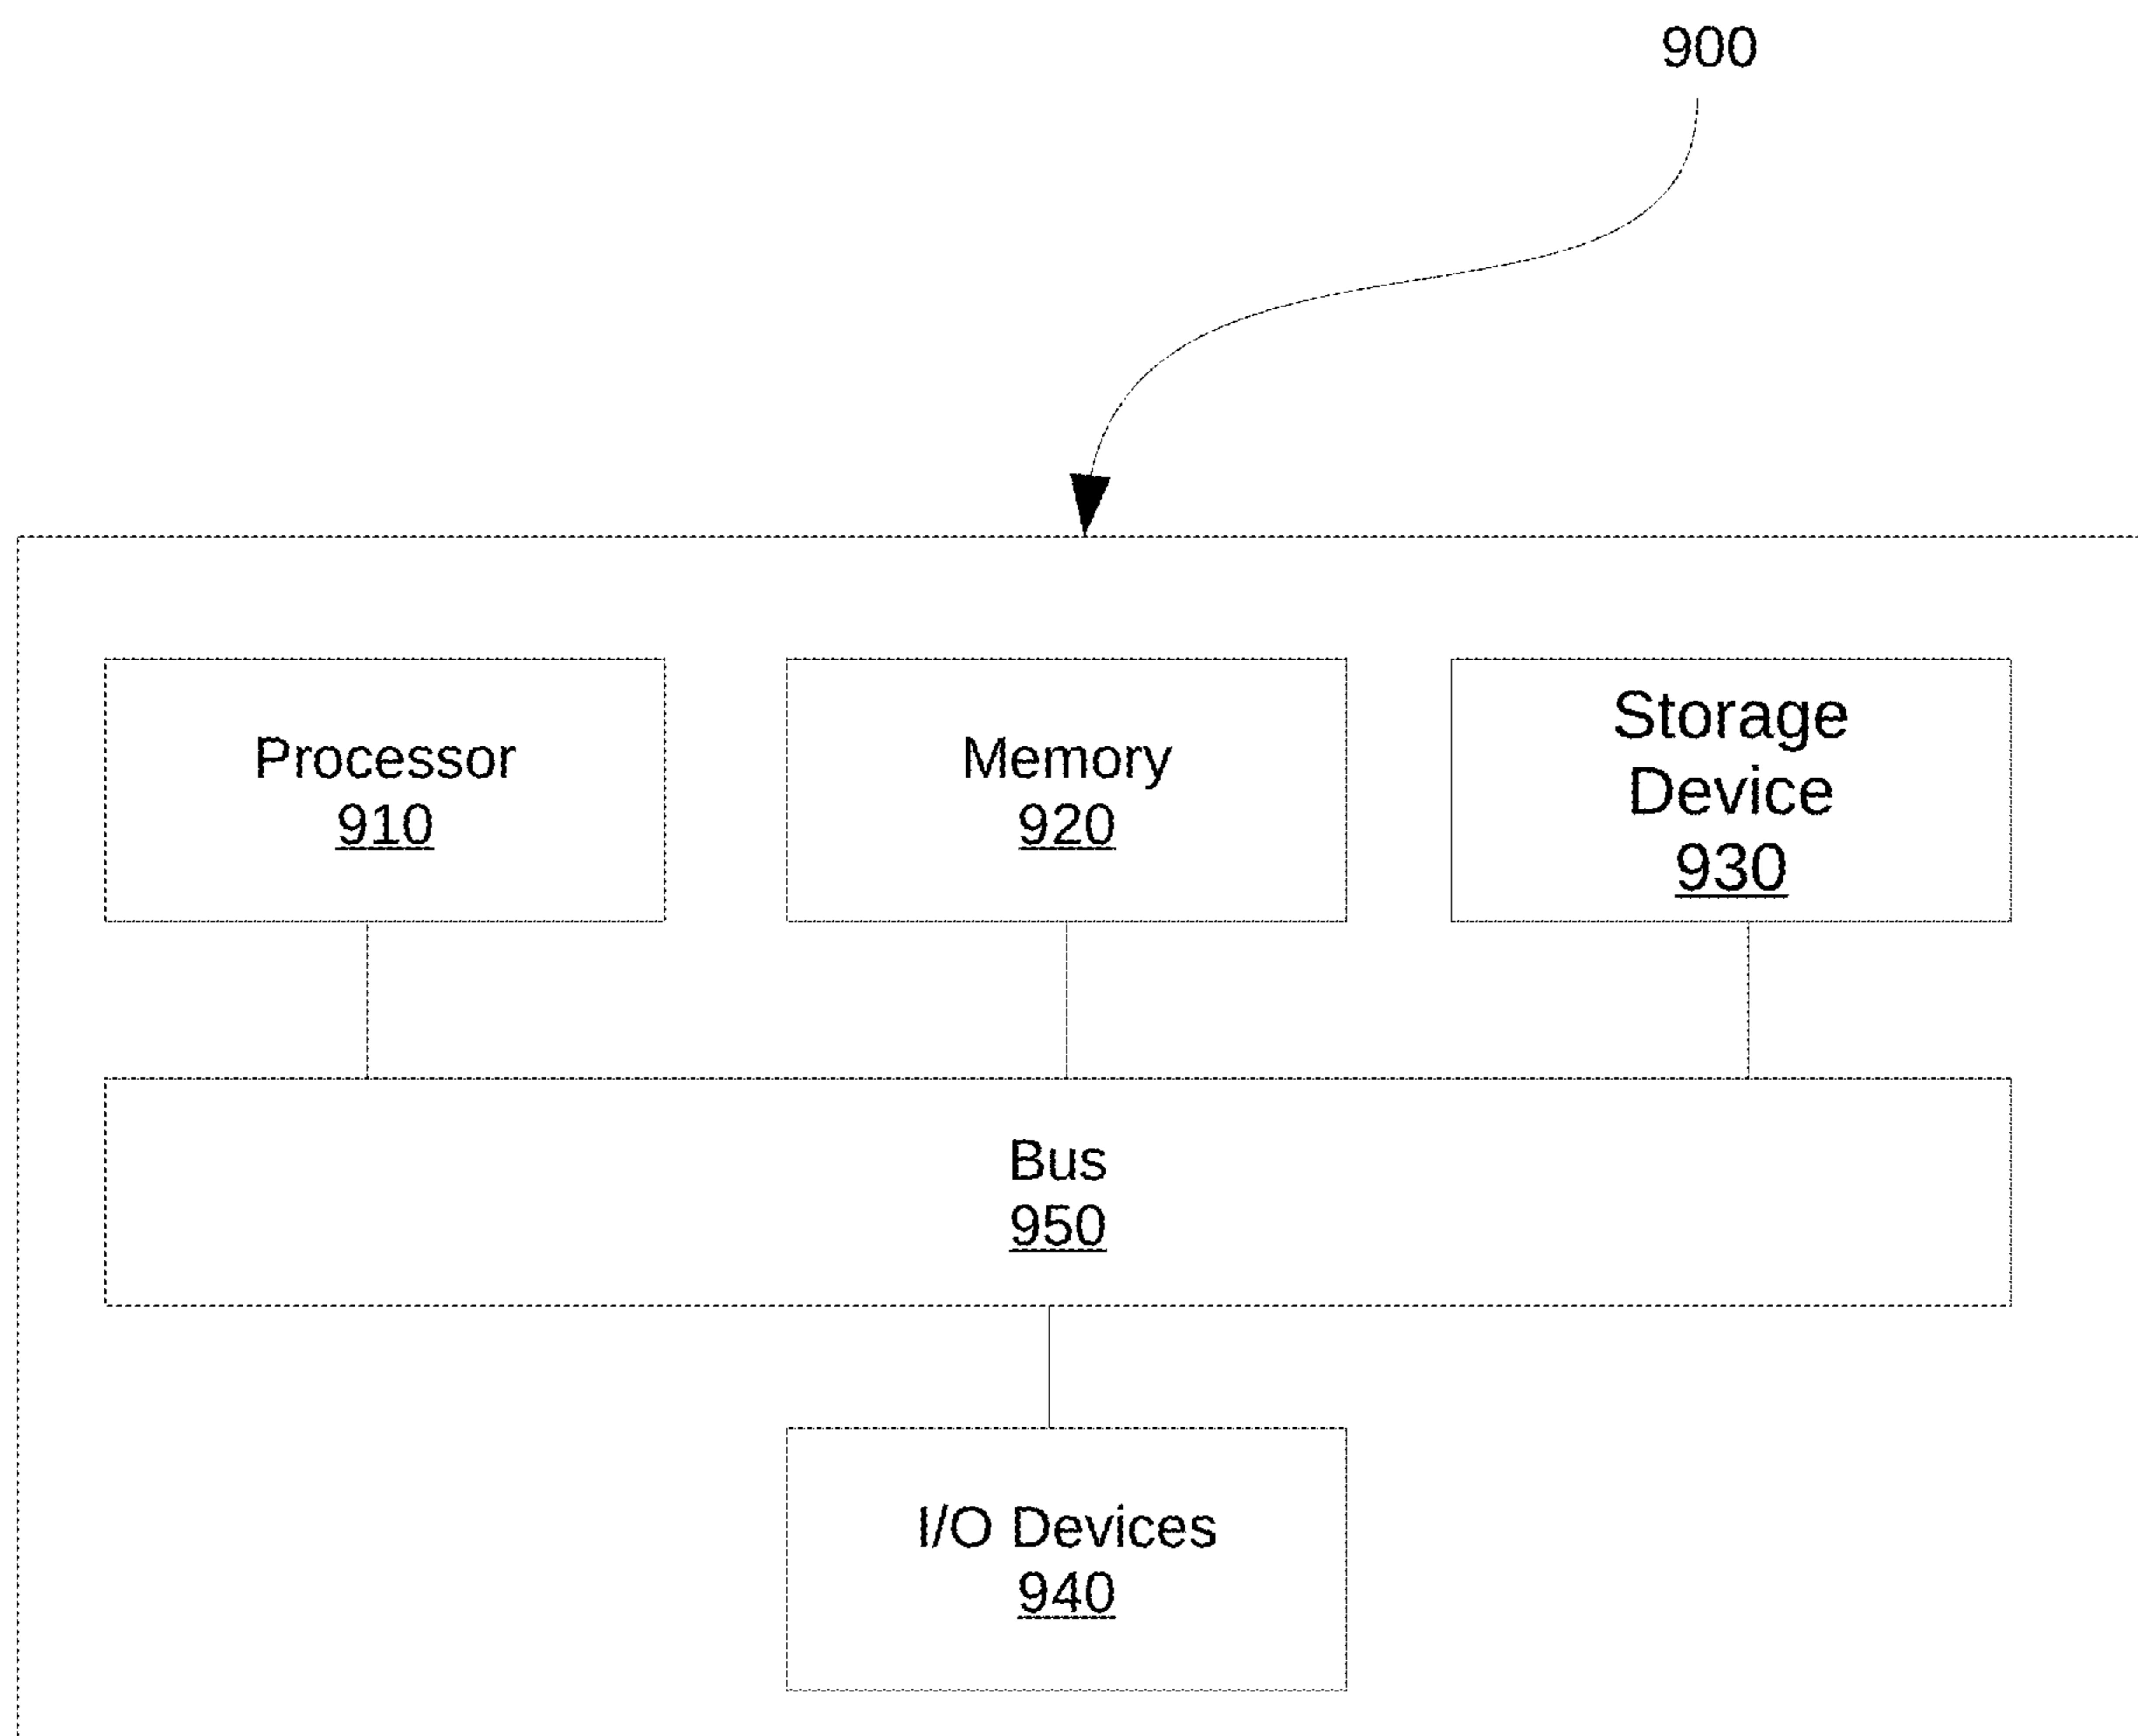 900
Processor
910
Memory
920
Storage
Device
930
Bus
950
I/O Devices
940